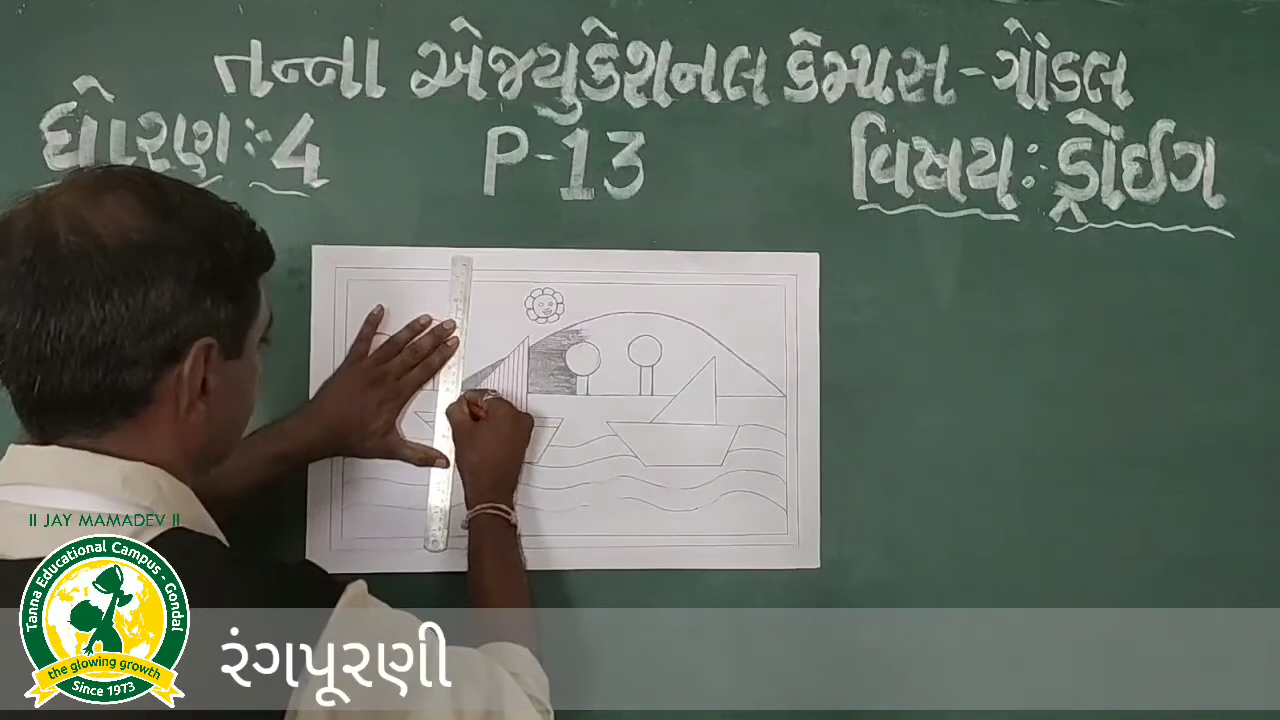 તન્ના એજ્યુકેશનલ કેમ્પસ - ગોંડલ
ધોરણ :- 4
P-13
વિષય : ડ્રોઈંગ
II JAY MAMADEV II
Tanna Educational Campus - Gondal
the glowing growth
Since 1973
રંગપૂરણી